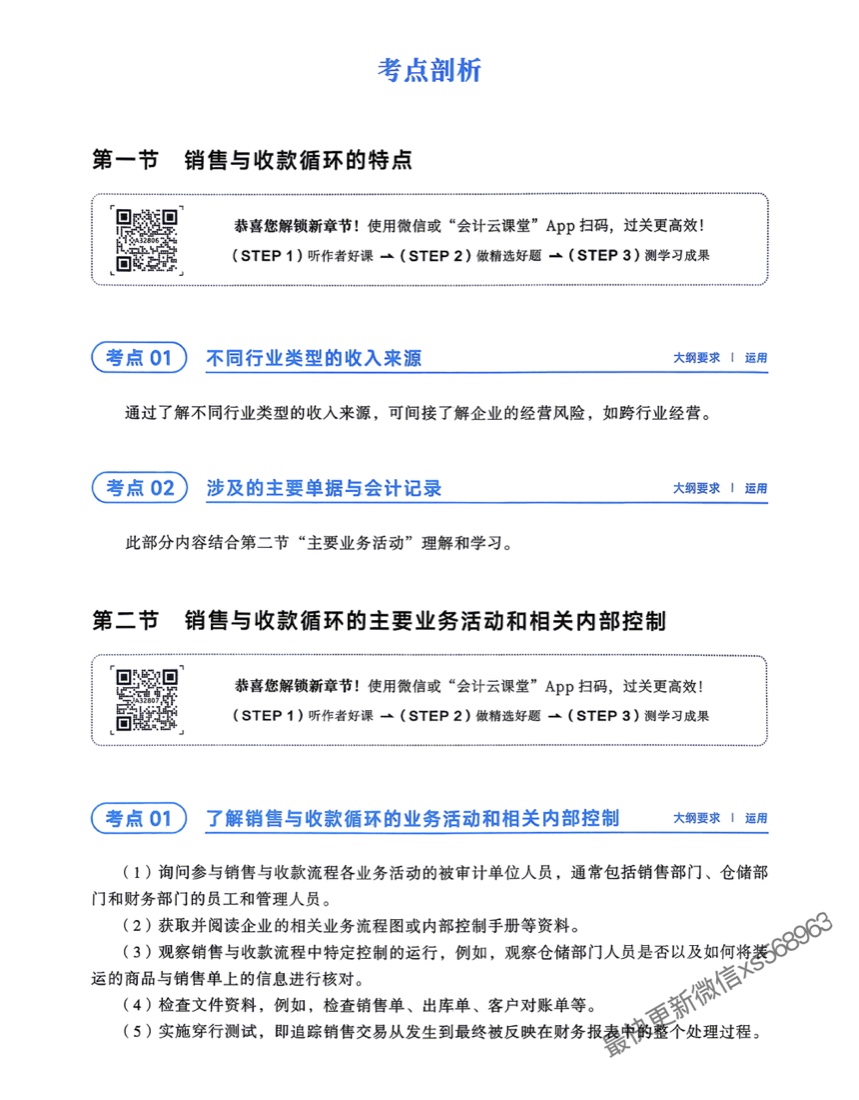 考点剖析
第一节 销售与收款循环的特点
A32806
恭喜您解锁新章节！使用微信或“会计云课堂”App 扫码，过关更高效！
（STEP 1）听作者好课 ⇀（STEP 2）做精选好题 ⇀（STEP 3）测学习成果
考点 01 不同行业类型的收入来源 大纲要求 | 运用
通过了解不同行业类型的收入来源，可间接了解企业的经营风险，如跨行业经营。
考点 02 涉及的主要单据与会计记录 大纲要求 | 运用
此部分内容结合第二节“主要业务活动”理解和学习。
第二节 销售与收款循环的主要业务活动和相关内部控制
A32807
恭喜您解锁新章节！使用微信或“会计云课堂”App 扫码，过关更高效！
（STEP 1）听作者好课 ⇀（STEP 2）做精选好题 ⇀（STEP 3）测学习成果
考点 01 了解销售与收款循环的业务活动和相关内部控制 大纲要求 | 运用
（1）询问参与销售与收款流程各业务活动的被审计单位人员，通常包括销售部门、仓储部
门和财务部门的员工和管理人员。
（2）获取并阅读企业的相关业务流程图或内部控制手册等资料。
（3）观察销售与收款流程中特定控制的运行，例如，观察仓储部门人员是否以及如何将装
运的商品与销售单上的信息进行核对。
（4）检查文件资料，例如，检查销售单、出库单、客户对账单等。
（5）实施穿行测试，即追踪销售交易从发生到最终被反映在财务报表中的整个处理过程。
最快更新微信xs568963